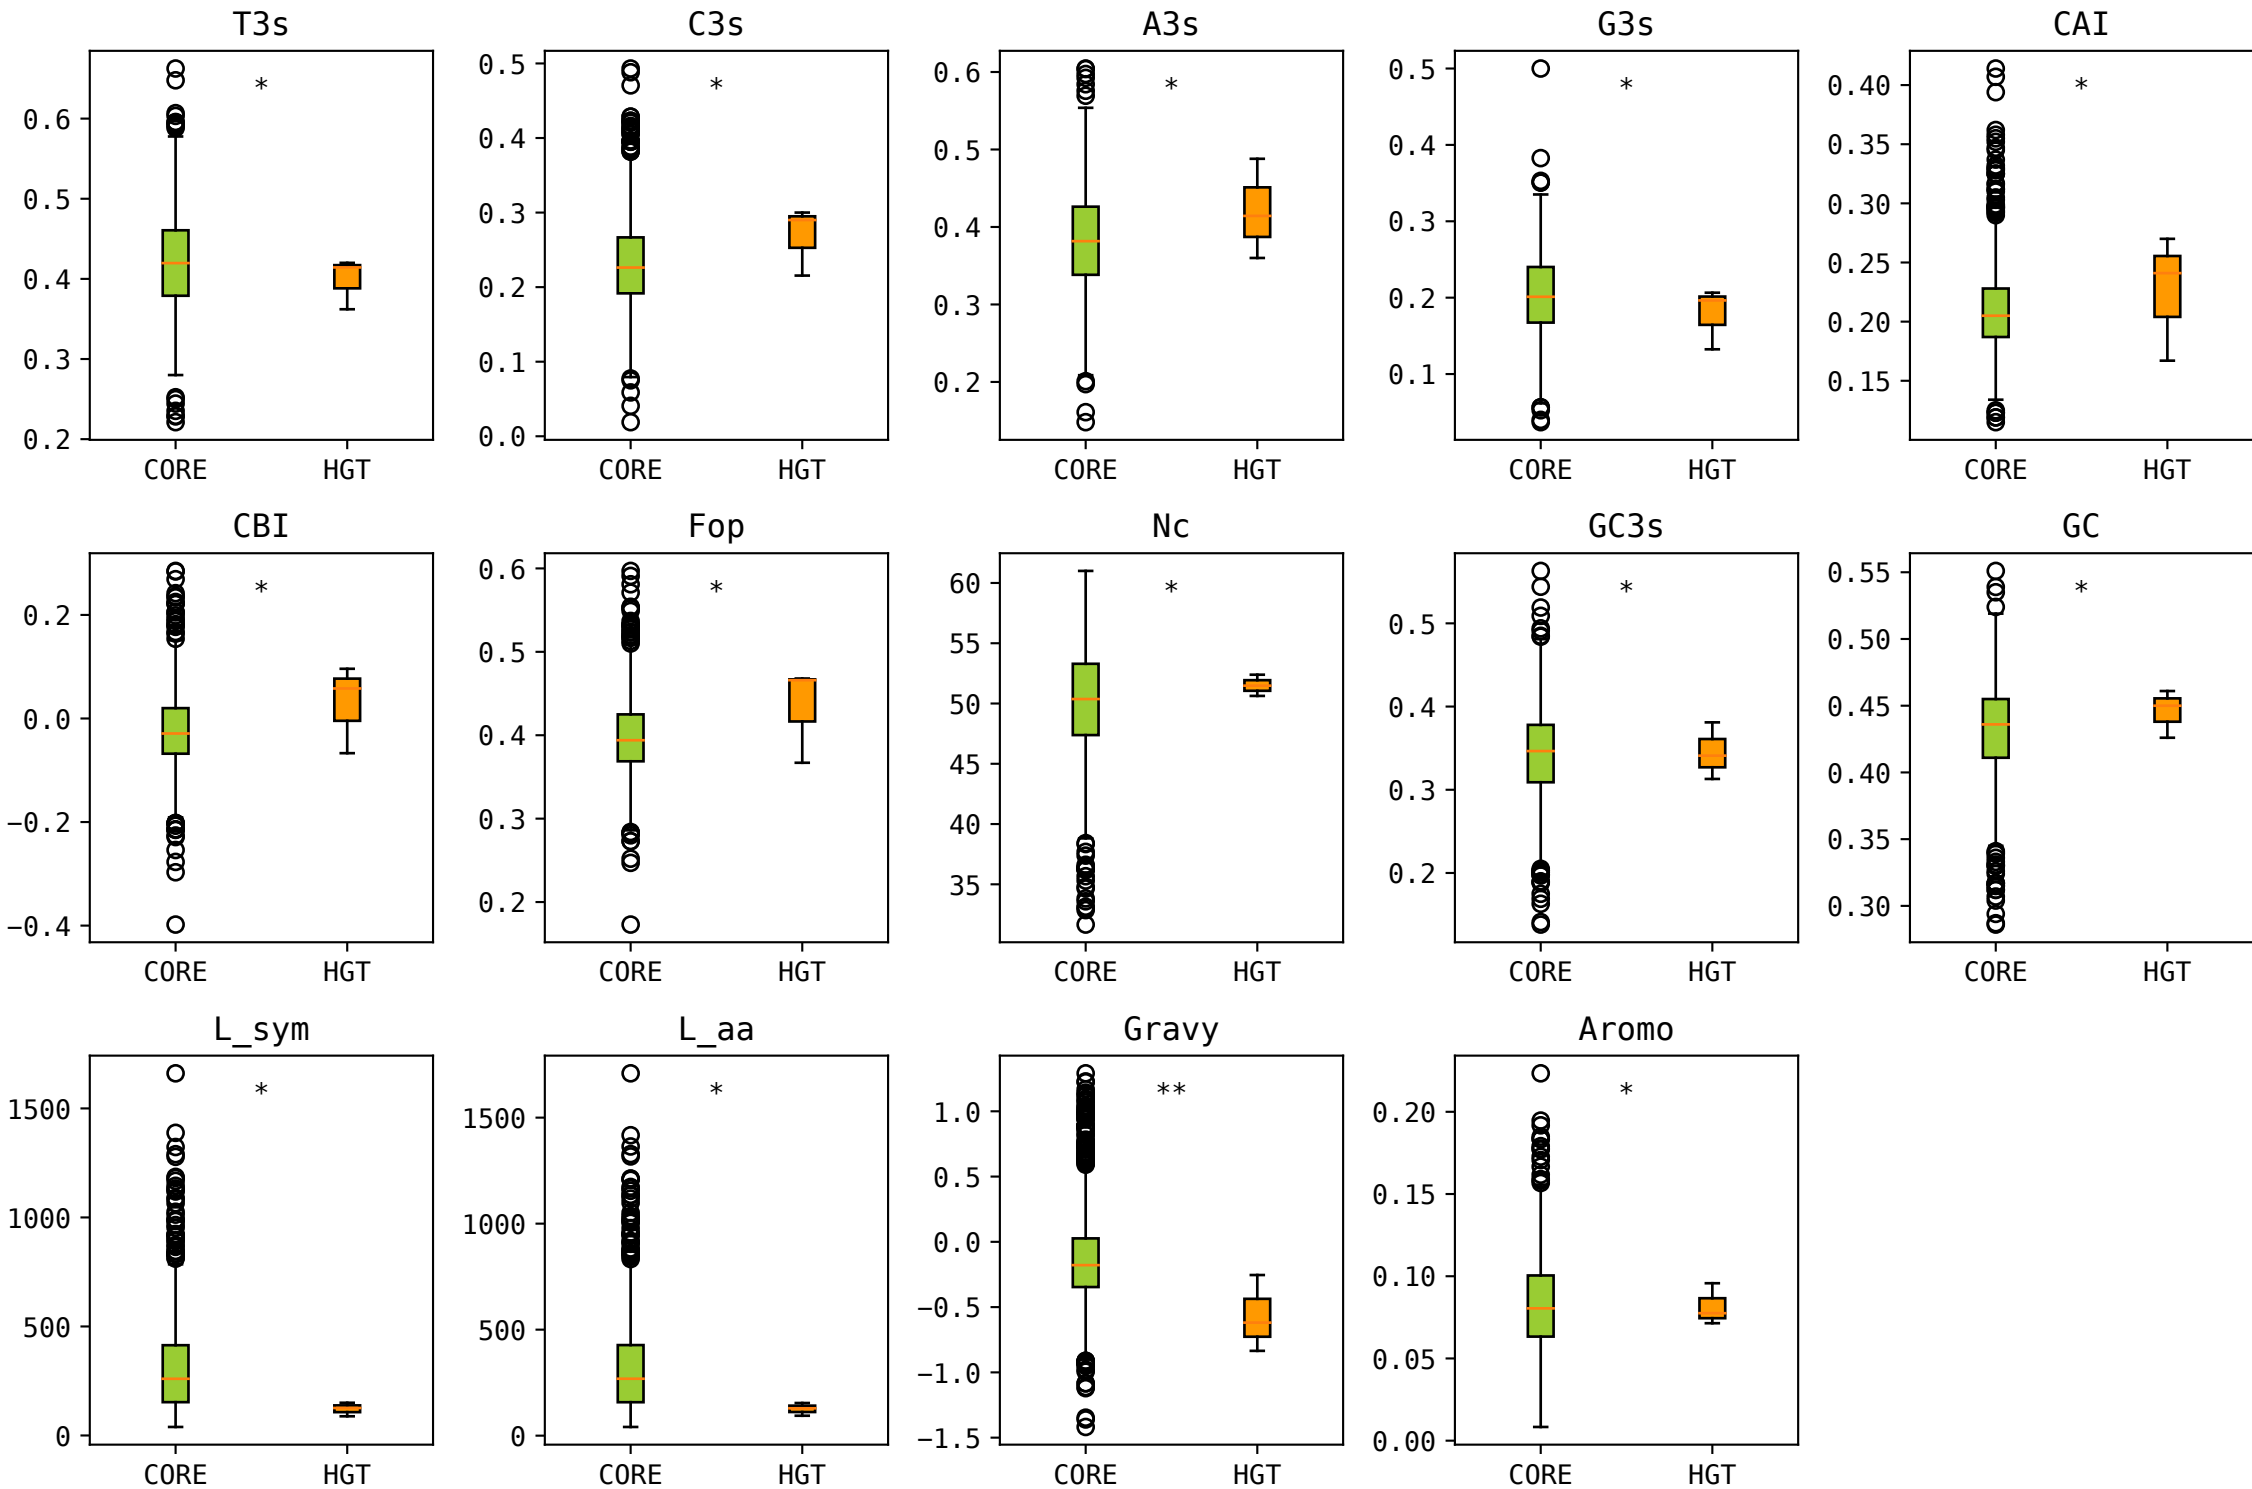 T3s C3s A3s G3s CAI
* * * * *
0.6 0.5 0.4 0.3 0.2
0.5 0.4 0.3 0.2 0.1 0.0
0.6 0.5 0.4 0.3 0.2
0.5 0.4 0.3 0.2 0.1
0.40 0.35 0.30 0.25 0.20 0.15
CORE HGT CORE HGT CORE HGT CORE HGT CORE HGT
CBI Fop Nc GC3s GC
* * * * *
0.2 0.0 −0.2 −0.4
0.6 0.5 0.4 0.3 0.2
60 55 50 45 40 35
0.5 0.4 0.3 0.2
0.55 0.50 0.45 0.40 0.35 0.30
CORE HGT CORE HGT CORE HGT CORE HGT CORE HGT
L_sym L_aa Gravy Aromo
* * ** *
1500 1000 500 0
1500 1000 500 0
1.0 0.5 0.0 −0.5 −1.0 −1.5
0.20 0.15 0.10 0.05 0.00
CORE HGT CORE HGT CORE HGT CORE HGT